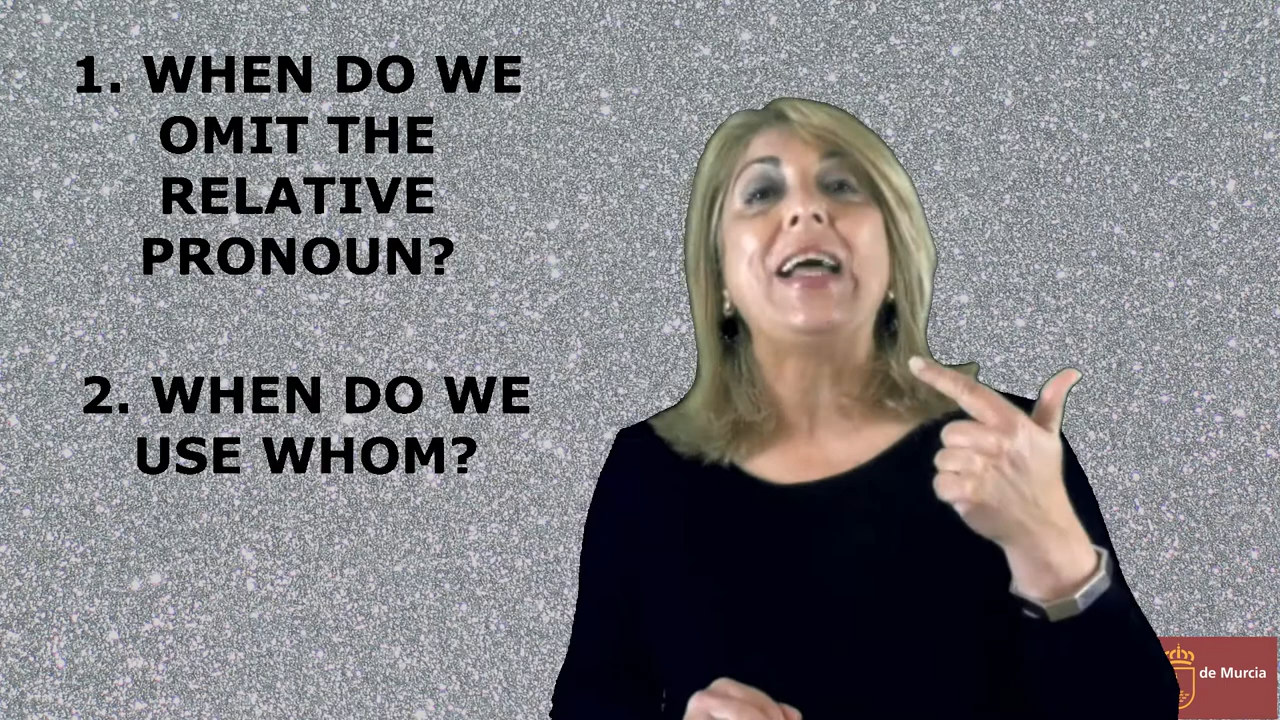 1. WHEN DO WE
OMIT THE
RELATIVE
PRONOUN?
2. WHEN DO WE
USE WHOM?
de Murcia